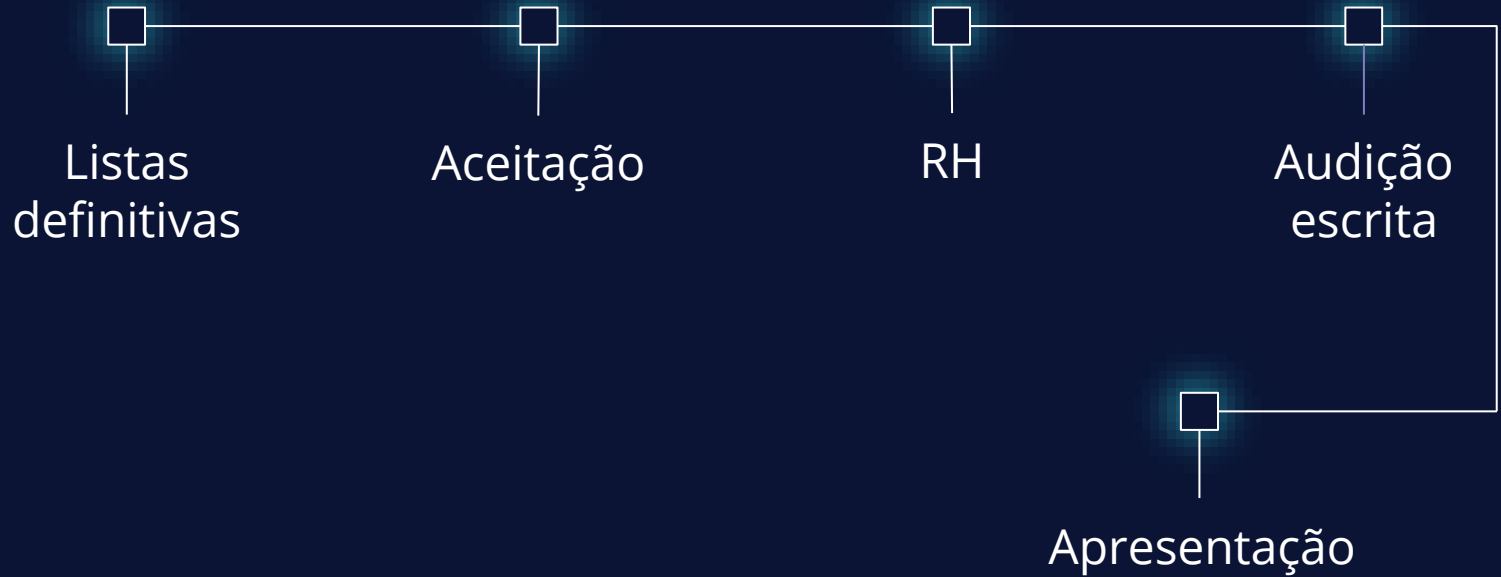 Listas
definitivas
Aceitação
RH
Audição
escrita
Apresentação